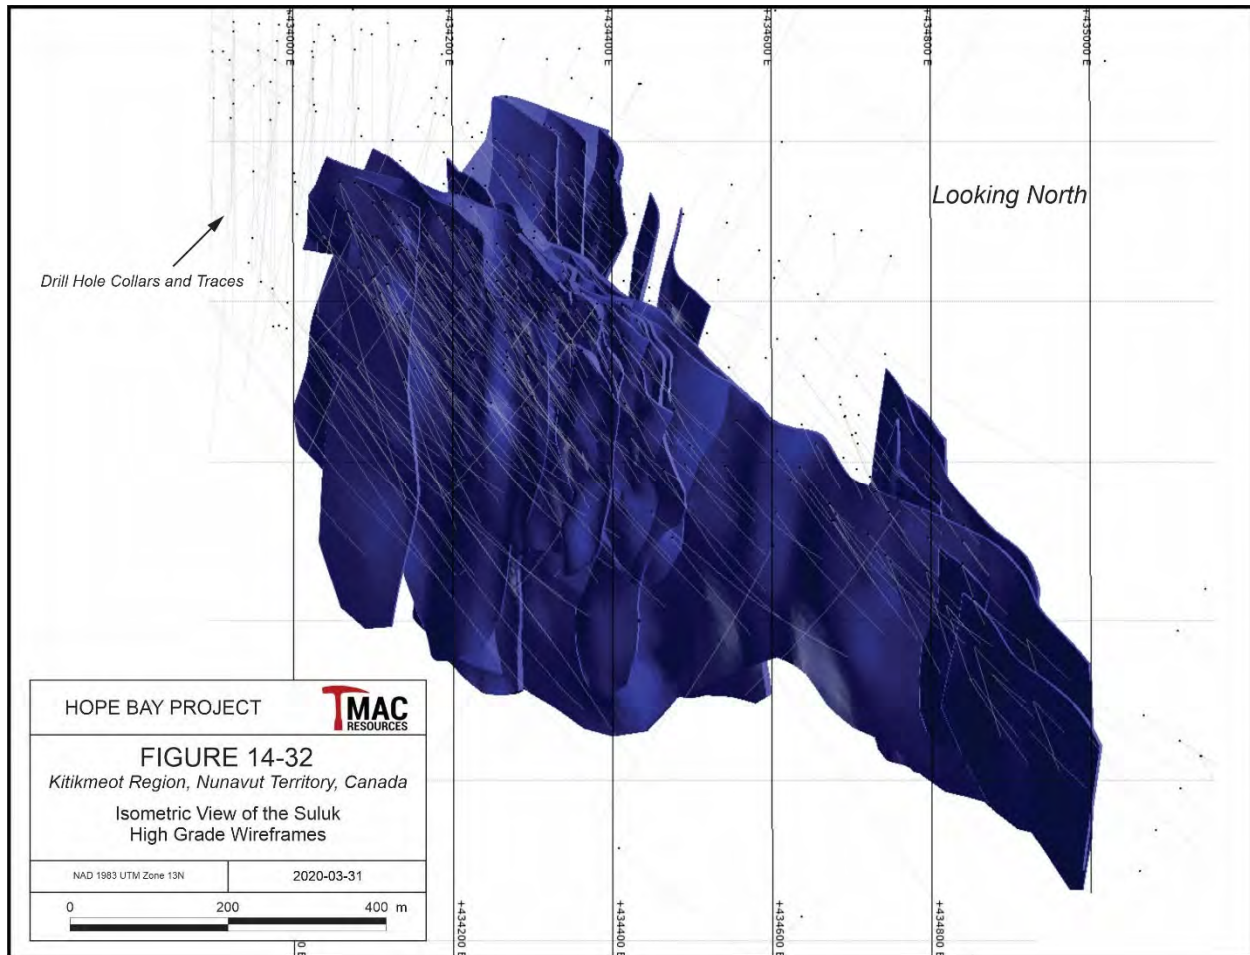 +434000 E
+434200 E
+434400 E
+434600 E
+434800 E
+435000 E
Looking North
Drill Hole Collars and Traces
HOPE BAY PROJECT
TMAC
RESOURCES
FIGURE 14-32
Kitikmeot Region, Nunavut Territory, Canada
Isometric View of the Suluk
High Grade Wireframes
NAD 1983 UTM Zone 13N
2020-03-31
0 200 400 m
0 E
+434200 E
+434400 E
+434600 E
+434800 E